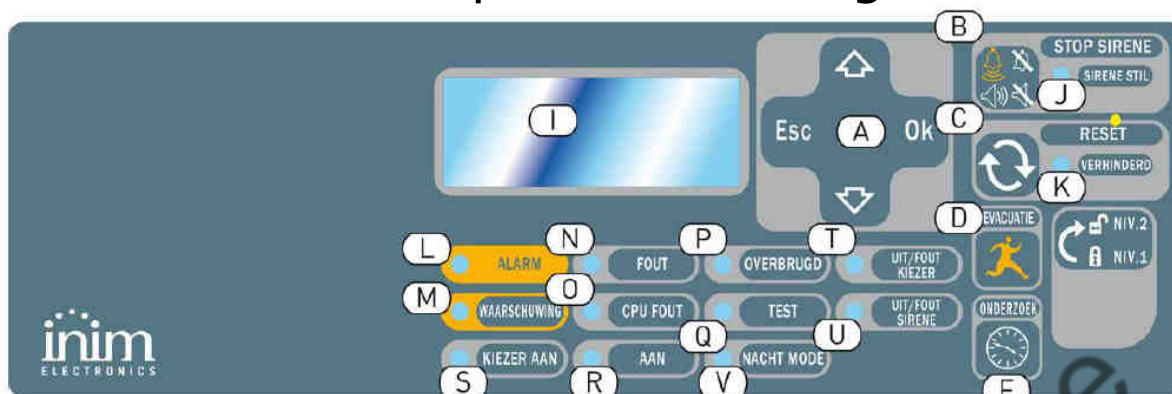 B
STOP SIRENE
SIRENE STIL
J
I
Esc
A
Ok
C
RESET
VERHINDERD
K
D
EVACUATIE
NIV.2
NIV.1
L
ALARM
N
FOUT
P
OVERBRUGD
T
UIT/FOUT
KIEZER
M
WAARSCHUWING
O
CPU FOUT
Q
TEST
U
UIT/FOUT
SIRENE
ONDERZOEK
inim
ELECTRONICS
S
KIEZER AAN
R
AAN
V
NACHT MODE